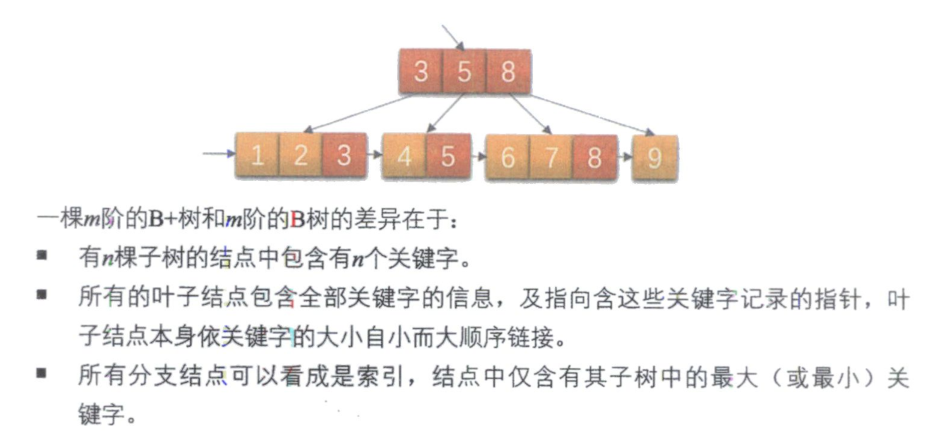 3 5 8
1 2 3 4 5 6 7 8 9
一棵m阶的B+树和m阶的B树的差异在于：
■ 有n棵子树的结点中包含有n个关键字。
■ 所有的叶子结点包含全部关键字的信息，及指向含这些关键字记录的指针，叶
子结点本身依关键字的大小自小而大顺序链接。
■ 所有分支结点可以看成是索引，结点中仅含有其子树中的最大（或最小）关
键字。